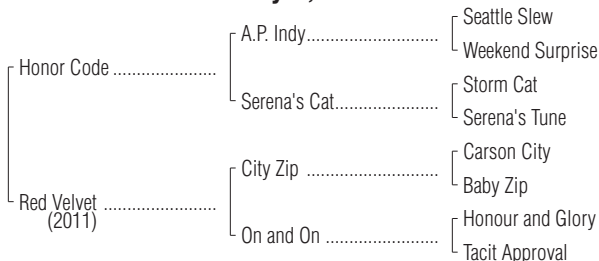 Seattle Slew
A.P. Indy..............................
Weekend Surprise
Honor Code .......................
Storm Cat
Serena's Cat.......................
Serena's Tune
Carson City
City Zip .............................
Baby Zip
Red Velvet .........................
(2011)
Honour and Glory
On and On .........................
Tacit Approval